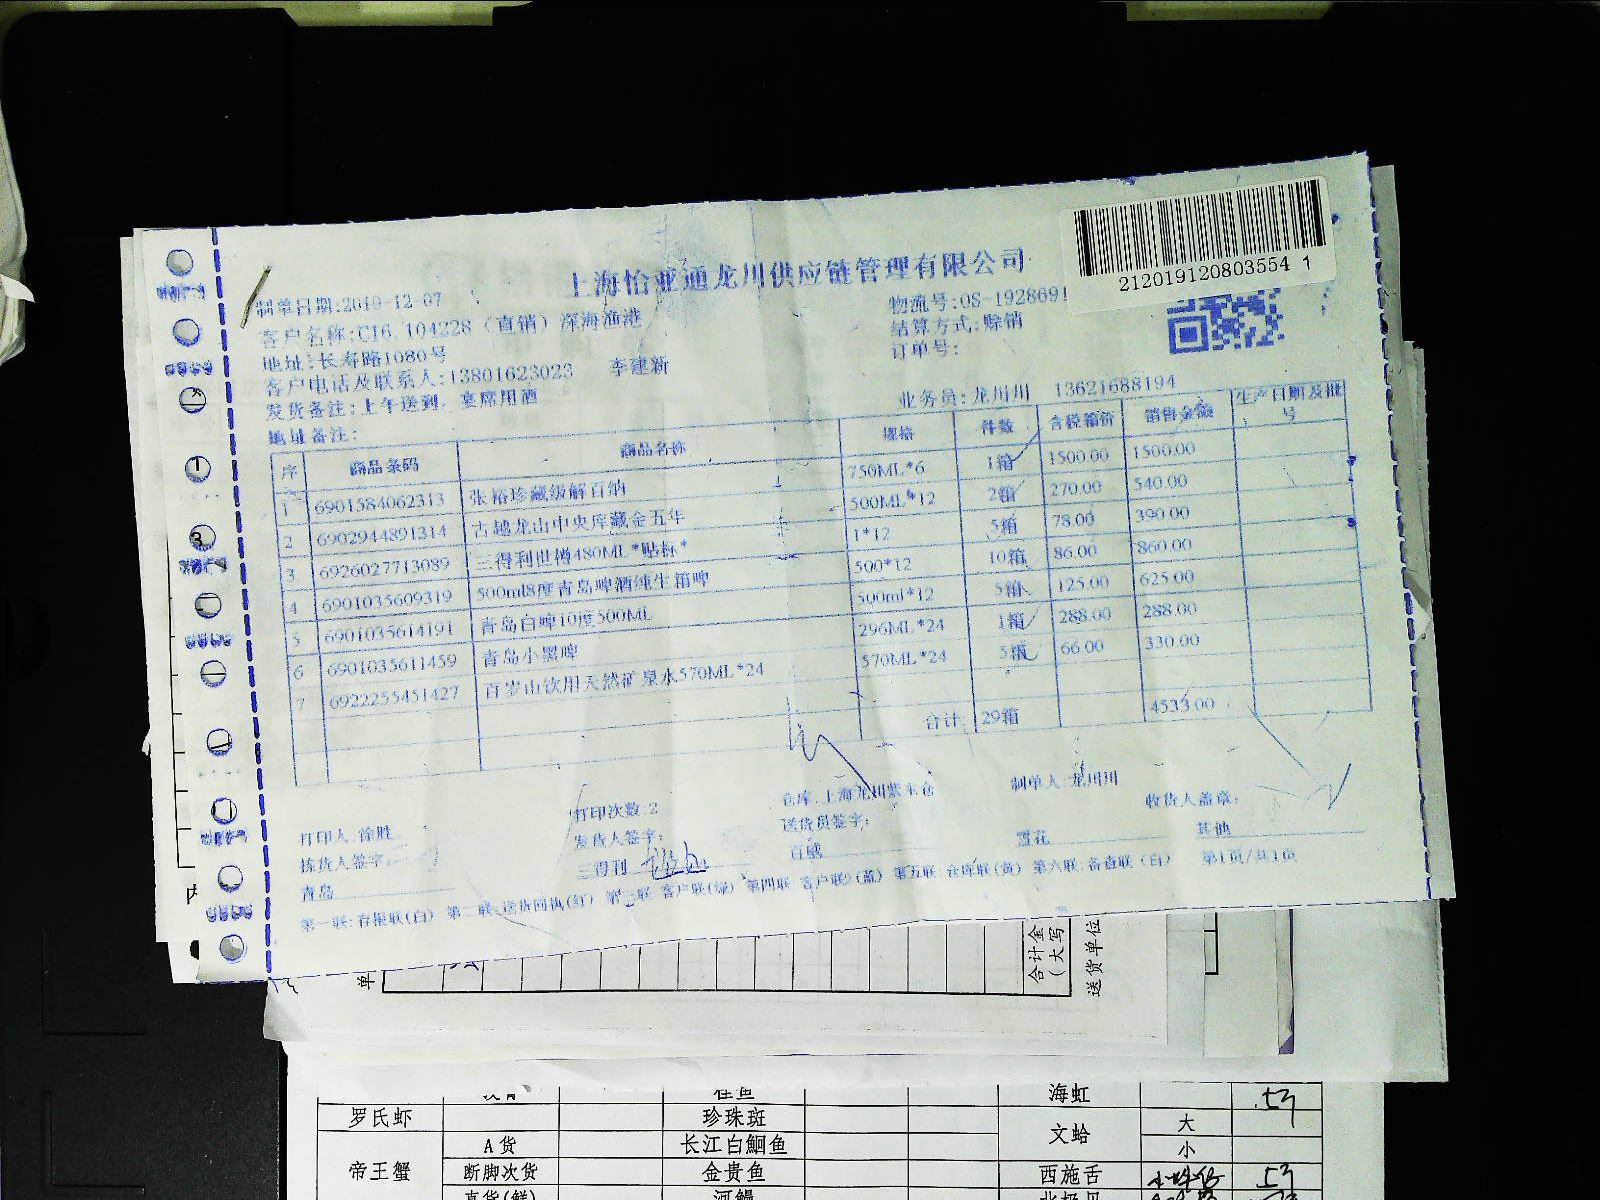 上海怡亚通龙川供应链管理有限公司
212019120803554 1
制单日期:2019-12-07
物流号:OS-1928691
客户名称:CI6.104228（直销）深海渔港
结算方式:赊销
地址:长寿路1080号
订单号:
客户电话及联系人:13801623023 李建新
发货备注:上午送到，宴席用酒
业务员:龙川川 13621688194
地址备注:
序 商品条码 商品名称 规格 件数 含税箱价 销售金额 生产日期及批号
1 6901584062313 张裕珍藏级解百纳 750ML*6 1箱 1500.00 1500.00
2 6902944891314 古越龙山中央库藏金五年 500ML*12 2箱 270.00 540.00
3 6926027713089 三得利世樽480ML*贴标* 1*12 5箱 78.00 390.00
4 6901035609319 500ml8度青岛啤酒纯生箱啤 500*12 10箱 86.00 860.00
5 6901035614191 青岛白啤10度500ML 500ml*12 5箱 125.00 625.00
6 6901035611459 青岛小黑啤 296ML*24 1箱 288.00 288.00
7 6922255451427 百岁山饮用天然矿泉水570ML*24 570ML*24 5瓶 66.00 330.00
合计: 29箱 4533.00
打印人:徐胜 打印次数:2 仓库:上海龙川紫禾仓 制单人:龙川川
拣货人签字: 发货人签字: 送货员签字: 收货人盖章:
青岛 三得利 百威 雪花 其他
第一联:存根联(白) 第二联:送货回执(红) 第三联:客户联(绿) 第四联:客户联2(蓝) 第五联:仓库联(黄) 第六联:备查联(白) 第1页/共1页
单
合计金
(大写
送货单位
桂鱼 海虹
罗氏虾 珍珠斑 文蛤 大
A货 长江白鮰鱼 小
帝王蟹 断脚次货 金贵鱼 西施舌
真货(鲜) 河鳗 北极贝